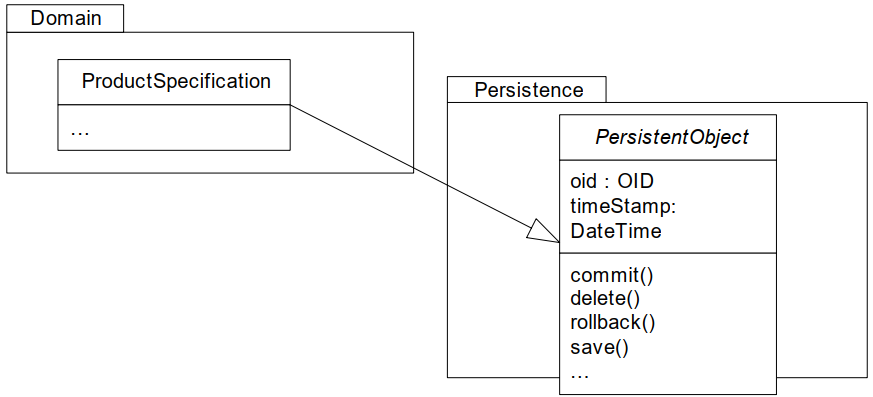 Domain
ProductSpecification
...
Persistence
PersistentObject
oid : OID
timeStamp:
DateTime
commit()
delete()
rollback()
save()
...